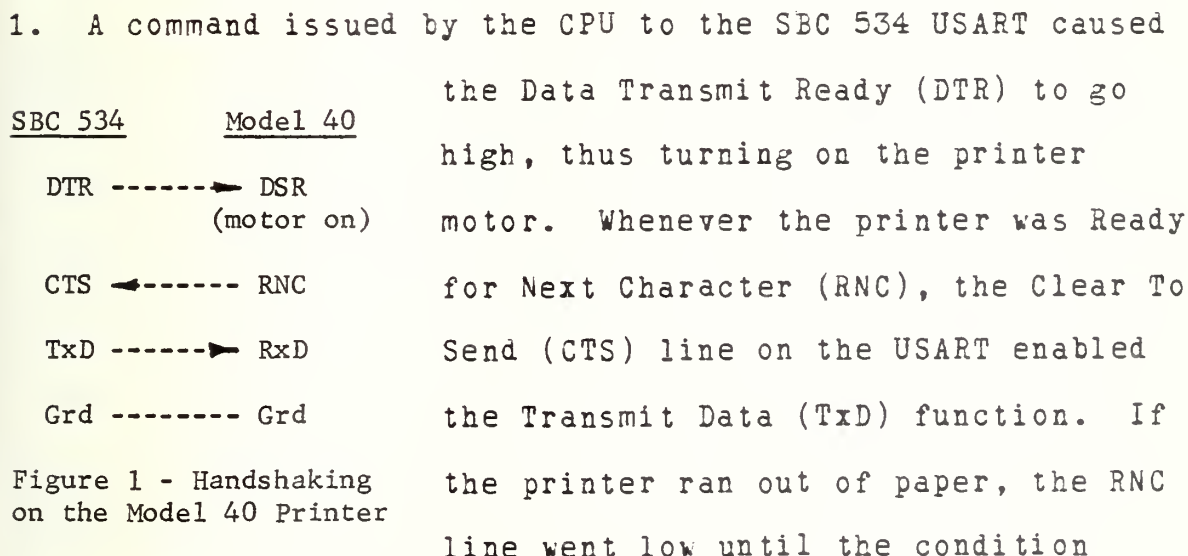 1. A command issued by the CPU to the SBC 534 USART caused
the Data Transmit Ready (DTR) to go
high, thus turning on the printer
motor. Whenever the printer was Ready
for Next Character (RNC), the Clear To
Send (CTS) line on the USART enabled
the Transmit Data (TxD) function. If
the printer ran out of paper, the RNC
line went low until the condition
SBC 534 Model 40
DTR -------► DSR
(motor on)
CTS ◄------ RNC
TxD -------► RxD
Grd -------- Grd
Figure 1 - Handshaking
on the Model 40 Printer